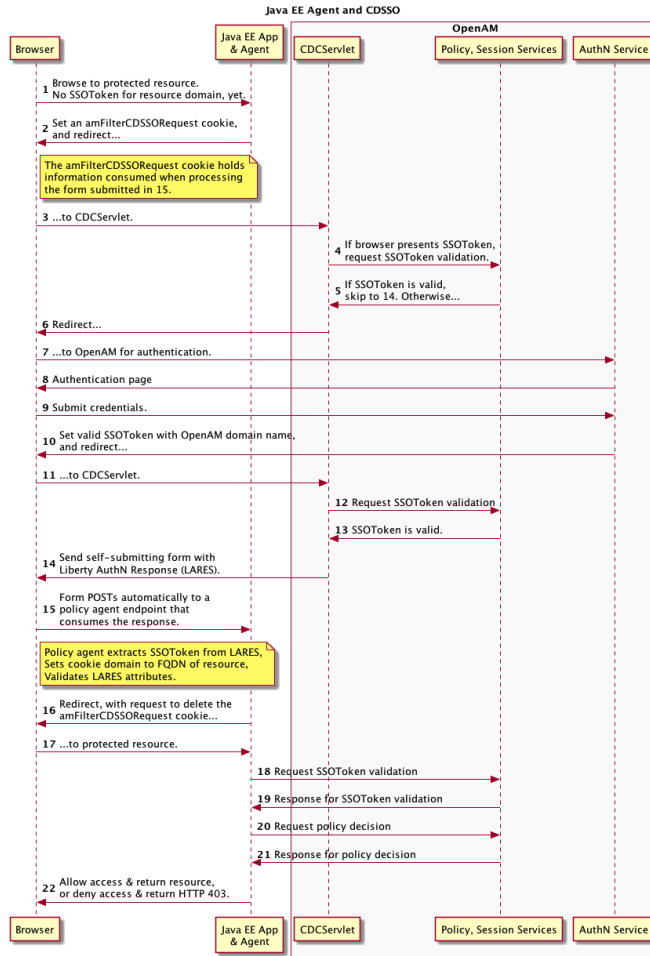 Java EE Agent and CDSSO
OpenAM
Browser
Java EE App
& Agent
CDCServlet
Policy, Session Services
AuthN Service
1 Browse to protected resource.
No SSOToken for resource domain, yet.
2 Set an amFilterCDSSORequest cookie,
and redirect...
The amFilterCDSSORequest cookie holds
information consumed when processing
the form submitted in 15.
3 ...to CDCServlet.
4 If browser presents SSOToken,
request SSOToken validation.
5 If SSOToken is valid,
skip to 14. Otherwise...
6 Redirect...
7 ...to OpenAM for authentication.
8 Authentication page
9 Submit credentials.
10 Set valid SSOToken with OpenAM domain name,
and redirect...
11 ...to CDCServlet.
12 Request SSOToken validation
13 SSOToken is valid.
14 Send self-submitting form with
Liberty AuthN Response (LARES).
15 Form POSTs automatically to a
policy agent endpoint that
consumes the response.
Policy agent extracts SSOToken from LARES,
Sets cookie domain to FQDN of resource,
Validates LARES attributes.
16 Redirect, with request to delete the
amFilterCDSSORequest cookie...
17 ...to protected resource.
18 Request SSOToken validation
19 Response for SSOToken validation
20 Request policy decision
21 Response for policy decision
22 Allow access & return resource,
or deny access & return HTTP 403.
Browser
Java EE App
& Agent
CDCServlet
Policy, Session Services
AuthN Service